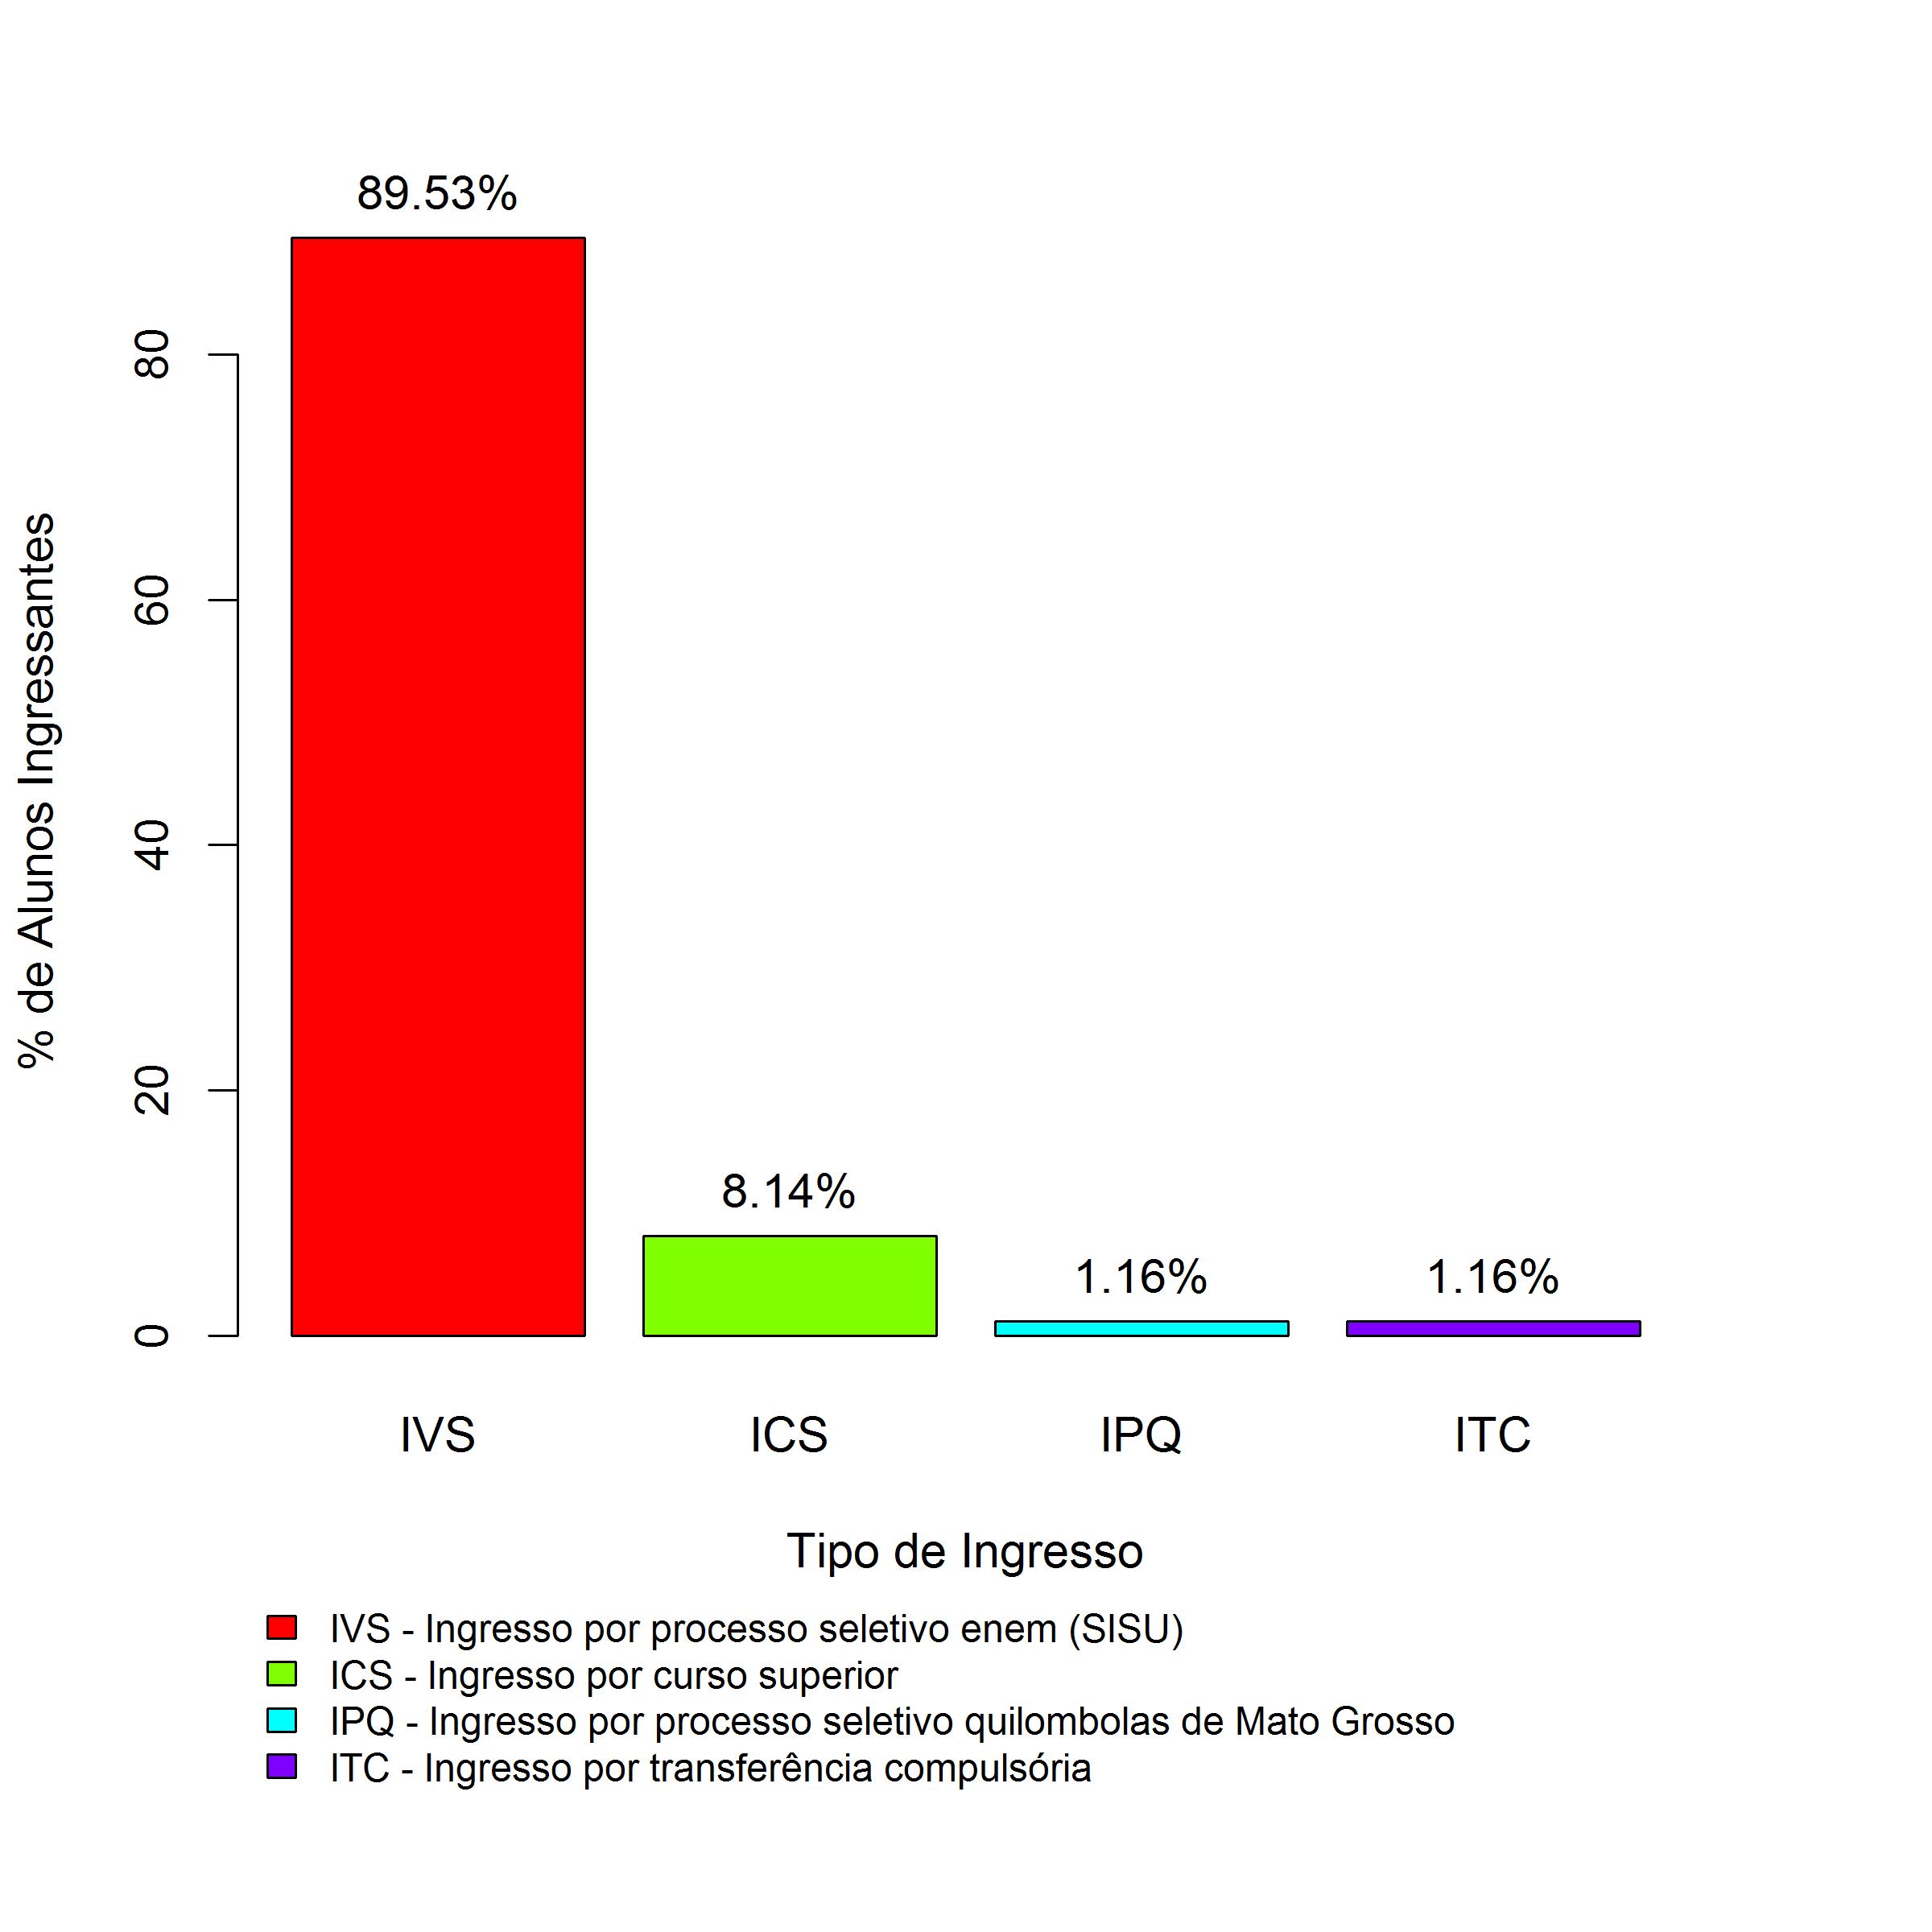 89.53%
80
60
40
20
0
% de Alunos Ingressantes
8.14%
1.16%
1.16%
IVS
ICS
IPQ
ITC
Tipo de Ingresso
IVS - Ingresso por processo seletivo enem (SISU)
ICS - Ingresso por curso superior
IPQ - Ingresso por processo seletivo quilombolas de Mato Grosso
ITC - Ingresso por transferência compulsória